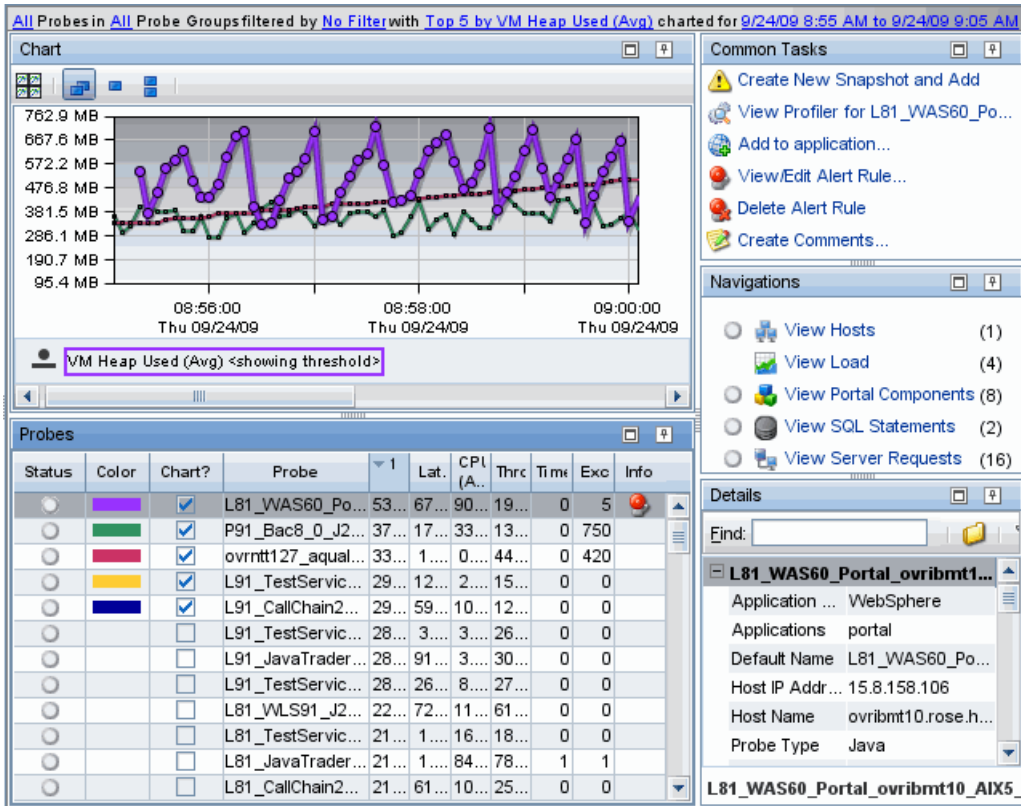 All Probes in All Probe Groups filtered by No Filter with Top 5 by VM Heap Used (Avg) charted for 9/24/09 8:55 AM to 9/24/09 9:05 AM
Chart
762.9 MB
667.6 MB
572.2 MB
476.8 MB
381.5 MB
286.1 MB
190.7 MB
95.4 MB
08:56:00 08:58:00 09:00:00
Thu 09/24/09 Thu 09/24/09 Thu 09/24/09
VM Heap Used (Avg) <showing threshold>
Probes
Status Color Chart? Probe 1 Lat. CPU (A.. Thrc Time Exc Info
L81_WAS60_Po... 53... 67... 90... 19... 0 5
P91_Bac8_0_J2... 37... 17... 33... 13... 0 750
ovrntt127_aqual... 33... 1.... 0.... 44... 0 420
L91_TestServic... 29... 12... 2... 15... 0 0
L91_CallChain2... 29... 59... 10... 12... 0 0
L91_TestServic... 28... 3.... 3... 26... 0 0
L91_JavaTrader... 28... 91... 3.... 30... 0 0
L91_TestServic... 28... 26... 8.... 27... 0 0
L81_WLS91_J2... 22... 72... 11... 61... 0 0
L81_TestServic... 21... 1.... 16... 18... 0 0
L81_JavaTrader... 21... 1.... 84... 78... 1 1
L81_CallChain2... 21... 61... 10... 25... 0 0
Common Tasks
Create New Snapshot and Add
View Profiler for L81_WAS60_Po...
Add to application...
View/Edit Alert Rule...
Delete Alert Rule
Create Comments...
Navigations
View Hosts (1)
View Load (4)
View Portal Components (8)
View SQL Statements (2)
View Server Requests (16)
Details
Find:
L81_WAS60_Portal_ovribmt1...
Application ... WebSphere
Applications portal
Default Name L81_WAS60_Po...
Host IP Addr... 15.8.158.106
Host Name ovribmt10.rose.h...
Probe Type Java
L81_WAS60_Portal_ovribmt10_AIX5_